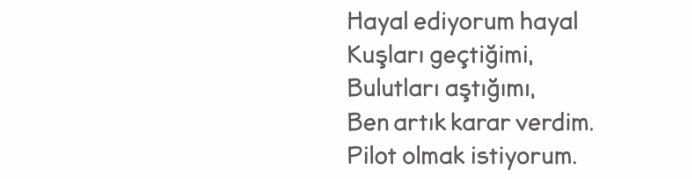 Hayal ediyorum hayal
Kuşları geçtiğimi,
Bulutları aştığımı,
Ben artık karar verdim.
Pilot olmak istiyorum.